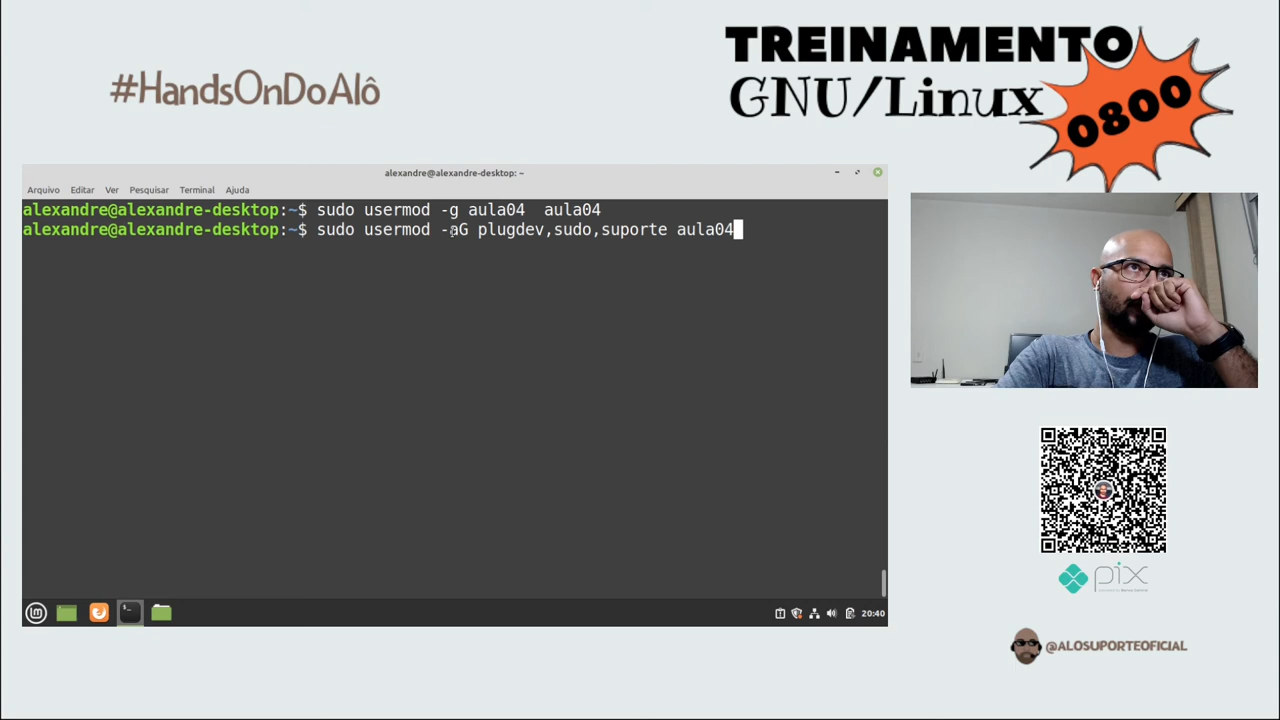 #HandsOnDoAlô
TREINAMENTO
GNU/Linux
0800
alexandre@alexandre-desktop: ~
Arquivo Editar Ver Pesquisar Terminal Ajuda
alexandre@alexandre-desktop:~$ sudo usermod -g aula04  aula04
alexandre@alexandre-desktop:~$ sudo usermod -aG plugdev,sudo,suporte aula04
20:40
pix
@ALOSUPORTEOFICIAL